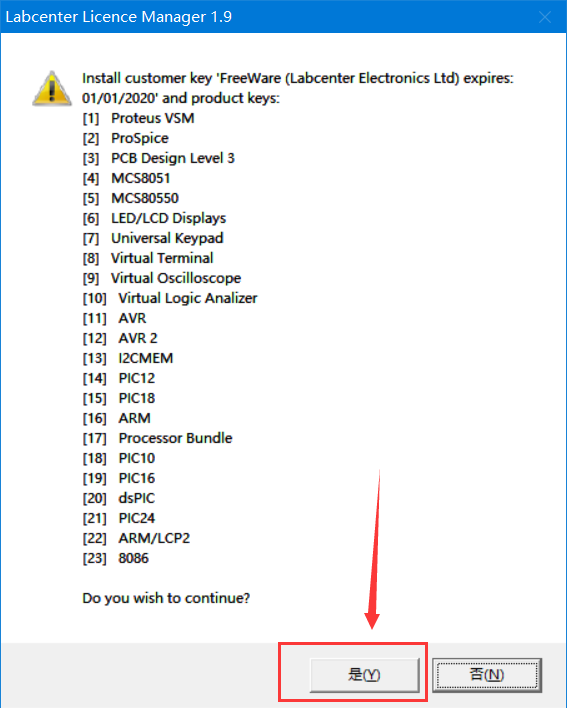 Labcenter Licence Manager 1.9
Install customer key 'FreeWare (Labcenter Electronics Ltd) expires:
01/01/2020' and product keys:
[1] Proteus VSM
[2] ProSpice
[3] PCB Design Level 3
[4] MCS8051
[5] MCS80550
[6] LED/LCD Displays
[7] Universal Keypad
[8] Virtual Terminal
[9] Virtual Oscilloscope
[10] Virtual Logic Analizer
[11] AVR
[12] AVR 2
[13] I2CMEM
[14] PIC12
[15] PIC18
[16] ARM
[17] Processor Bundle
[18] PIC10
[19] PIC16
[20] dsPIC
[21] PIC24
[22] ARM/LCP2
[23] 8086
Do you wish to continue?
是(Y) 否(N)